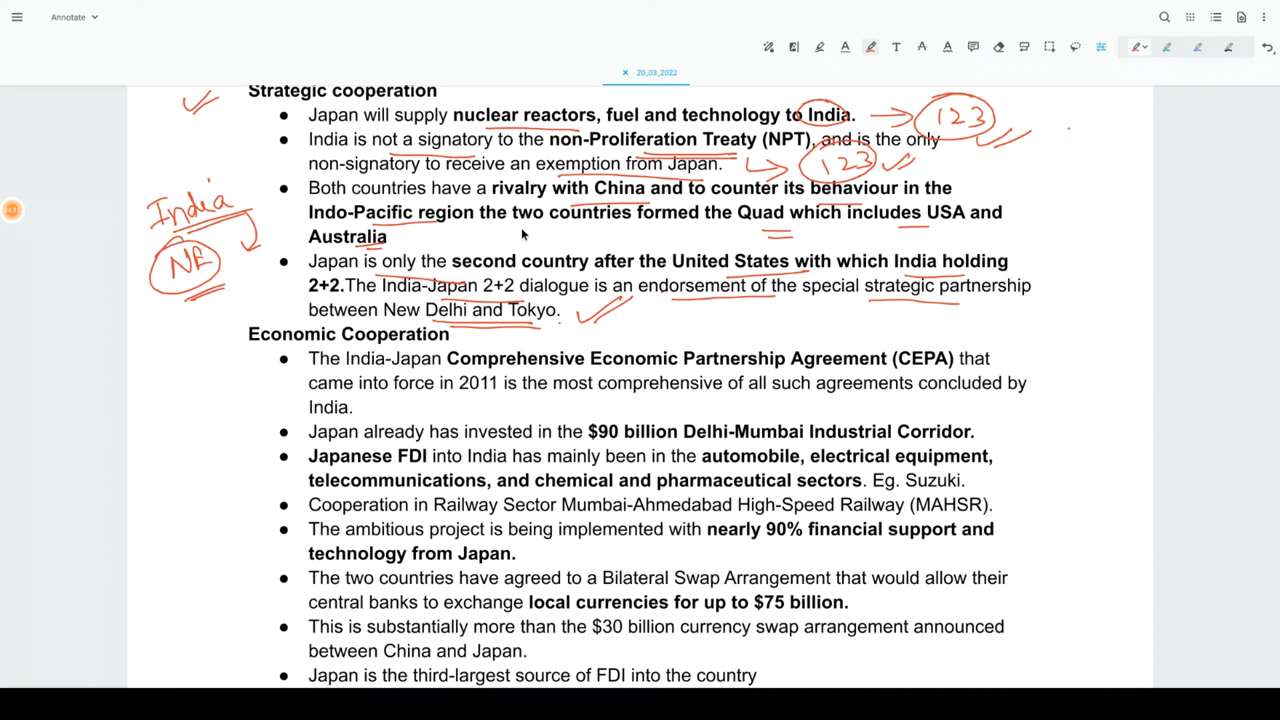 Annotate
20_03_2022
Strategic cooperation
Japan will supply nuclear reactors, fuel and technology to India. → 123
India is not a signatory to the non-Proliferation Treaty (NPT), and is the only
non-signatory to receive an exemption from Japan. → 123
Both countries have a rivalry with China and to counter its behaviour in the
India
Indo-Pacific region the two countries formed the Quad which includes USA and
Australia
NE
Japan is only the second country after the United States with which India holding
2+2.The India-Japan 2+2 dialogue is an endorsement of the special strategic partnership
between New Delhi and Tokyo.
Economic Cooperation
The India-Japan Comprehensive Economic Partnership Agreement (CEPA) that
came into force in 2011 is the most comprehensive of all such agreements concluded by
India.
Japan already has invested in the $90 billion Delhi-Mumbai Industrial Corridor.
Japanese FDI into India has mainly been in the automobile, electrical equipment,
telecommunications, and chemical and pharmaceutical sectors. Eg. Suzuki.
Cooperation in Railway Sector Mumbai-Ahmedabad High-Speed Railway (MAHSR).
The ambitious project is being implemented with nearly 90% financial support and
technology from Japan.
The two countries have agreed to a Bilateral Swap Arrangement that would allow their
central banks to exchange local currencies for up to $75 billion.
This is substantially more than the $30 billion currency swap arrangement announced
between China and Japan.
Japan is the third-largest source of FDI into the country